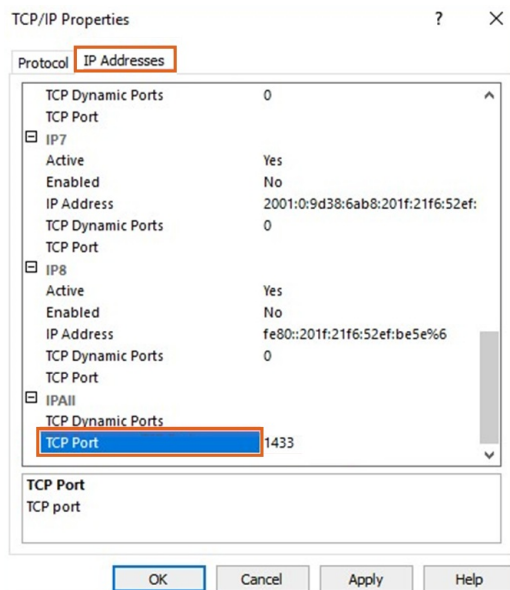 TCP/IP Properties ? ×
Protocol IP Addresses
TCP Dynamic Ports 0
TCP Port
IP7
Active Yes
Enabled No
IP Address 2001:0:9d38:6ab8:201f:21f6:52ef:
TCP Dynamic Ports 0
TCP Port
IP8
Active Yes
Enabled No
IP Address fe80::201f:21f6:52ef:be5e%6
TCP Dynamic Ports 0
TCP Port
IPAll
TCP Dynamic Ports
TCP Port 1433
TCP Port
TCP port
OK Cancel Apply Help